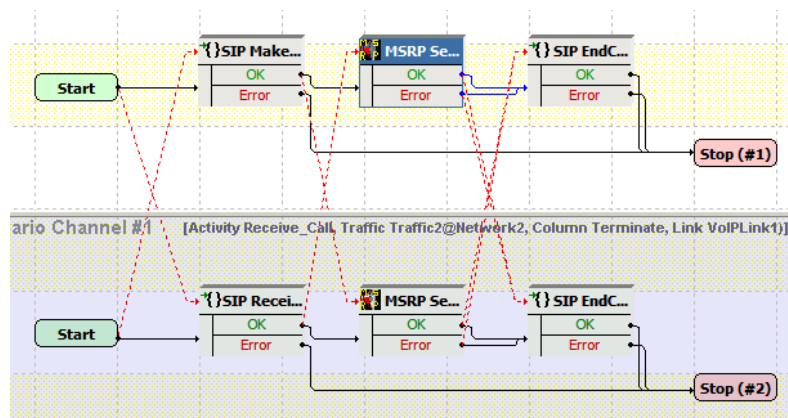 SIP Make... MSRP Se... SIP EndC...
OK OK OK
Start Error Error Error
Stop (#1)
ario Channel #1 [Activity Receive_Call, Traffic Traffic2@Network2, Column Terminate, Link VoIPLink1)]
SIP Recei... MSRP Se... SIP EndC...
OK OK OK
Start Error Error Error
Stop (#2)